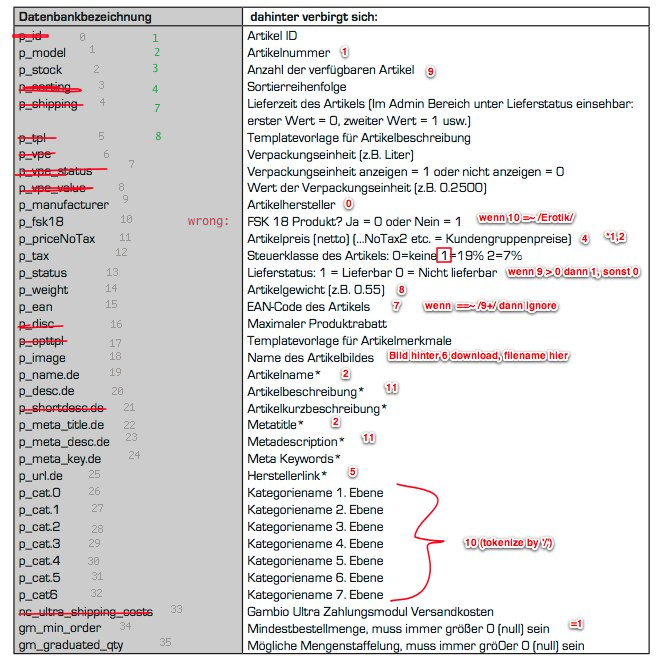 Datenbankbezeichnung dahinter verbirgt sich:
p_id 0 1 Artikel ID
p_model 1 2 Artikelnummer 1
p_stock 2 3 Anzahl der verfügbaren Artikel 9
p_sorting 3 4 Sortierreihenfolge
p_shipping 4 7 Lieferzeit des Artikels (Im Admin Bereich unter Lieferstatus einsehbar:
erster Wert = 0, zweiter Wert = 1 usw.)
p_tpl 5 8 Templatevorlage für Artikelbeschreibung
p_vpe 6 Verpackungseinheit (z.B. Liter)
p_vpe_status 7 Verpackungseinheit anzeigen = 1 oder nicht anzeigen = 0
p_vpe_value 8 Wert der Verpackungseinheit (z.B. 0.2500)
p_manufacturer 9 Artikelhersteller 0
p_fsk18 10 wrong: FSK 18 Produkt? Ja = 0 oder Nein = 1 wenn 10 =~ /Erotik/
p_priceNoTax 11 Artikelpreis (netto) (...NoTax2 etc. = Kundengruppenpreise) 4 *1,2
p_tax 12 Steuerklasse des Artikels: 0=keine 1=19% 2=7%
p_status 13 Lieferstatus: 1 = Lieferbar 0 = Nicht lieferbar wenn 9 > 0 dann 1, sonst 0
p_weight 14 Artikelgewicht (z.B. 0.55) 8
p_ean 15 EAN-Code des Artikels 7 wenn ==~ /9+/ dann ignore
p_disc 16 Maximaler Produktrabatt
p_opttpl 17 Templatevorlage für Artikelmerkmale
p_image 18 Name des Artikelbildes Bild hinter 6 download, filename hier
p_name.de 19 Artikelname* 2
p_desc.de 20 Artikelbeschreibung* 11
p_shortdesc.de 21 Artikelkurzbeschreibung*
p_meta_title.de 22 Metatitle* 2
p_meta_desc.de 23 Metadescription* 11
p_meta_key.de 24 Meta Keywords*
p_url.de 25 Herstellerlink* 5
p_cat.0 26 Kategoriename 1. Ebene
p_cat.1 27 Kategoriename 2. Ebene
p_cat.2 28 Kategoriename 3. Ebene
p_cat.3 29 Kategoriename 4. Ebene 10 (tokenize by '/')
p_cat.4 30 Kategoriename 5. Ebene
p_cat.5 31 Kategoriename 6. Ebene
p_cat6 32 Kategoriename 7. Ebene
nc_ultra_shipping_costs 33 Gambio Ultra Zahlungsmodul Versandkosten
gm_min_order 34 Mindestbestellmenge, muss immer größer 0 (null) sein =1
gm_graduated_qty 35 Mögliche Mengenstaffelung, muss immer größer 0 (null) sein